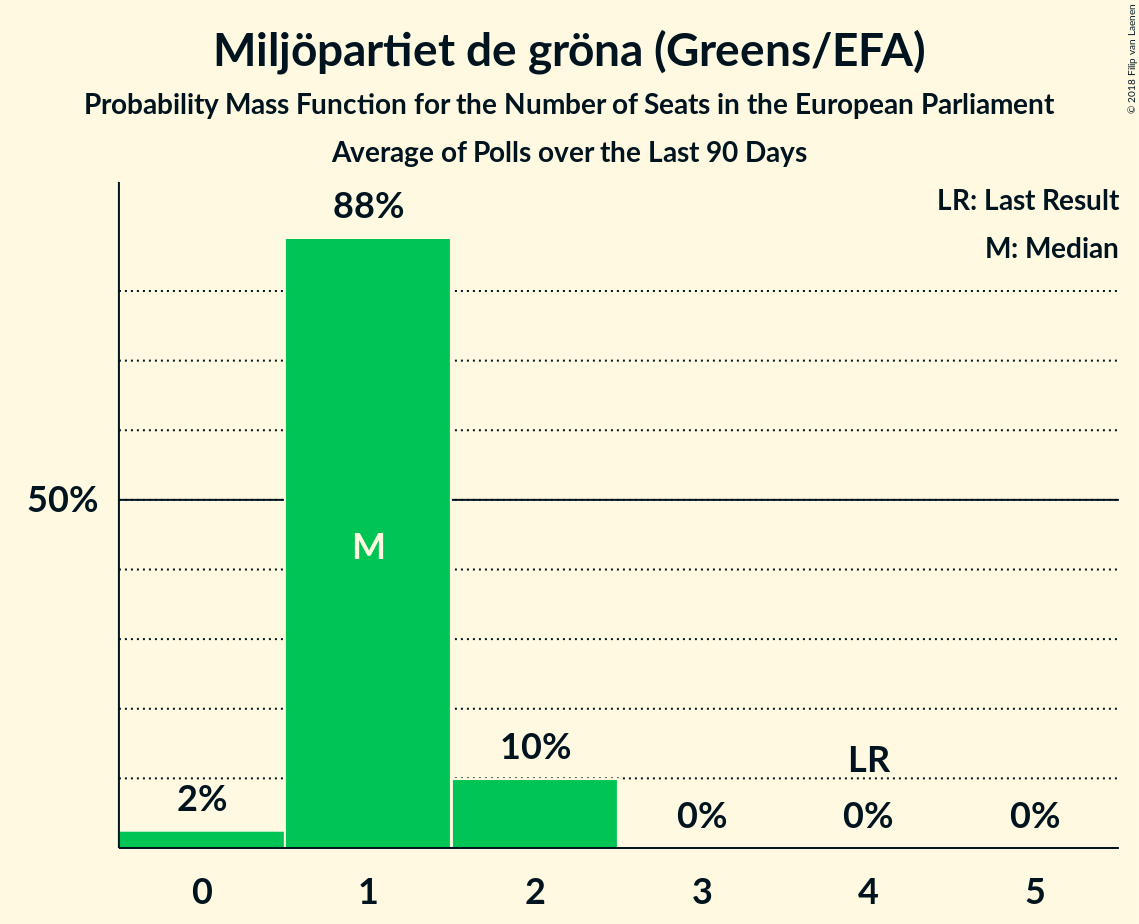 Miljöpartiet de gröna (Greens/EFA)
Probability Mass Function for the Number of Seats in the European Parliament
Average of Polls over the Last 90 Days
© 2018 Filip van Laenen
LR: Last Result
M: Median
88%
50%
M
10%
LR
2%
0%
0%
0%
0 1 2 3 4 5